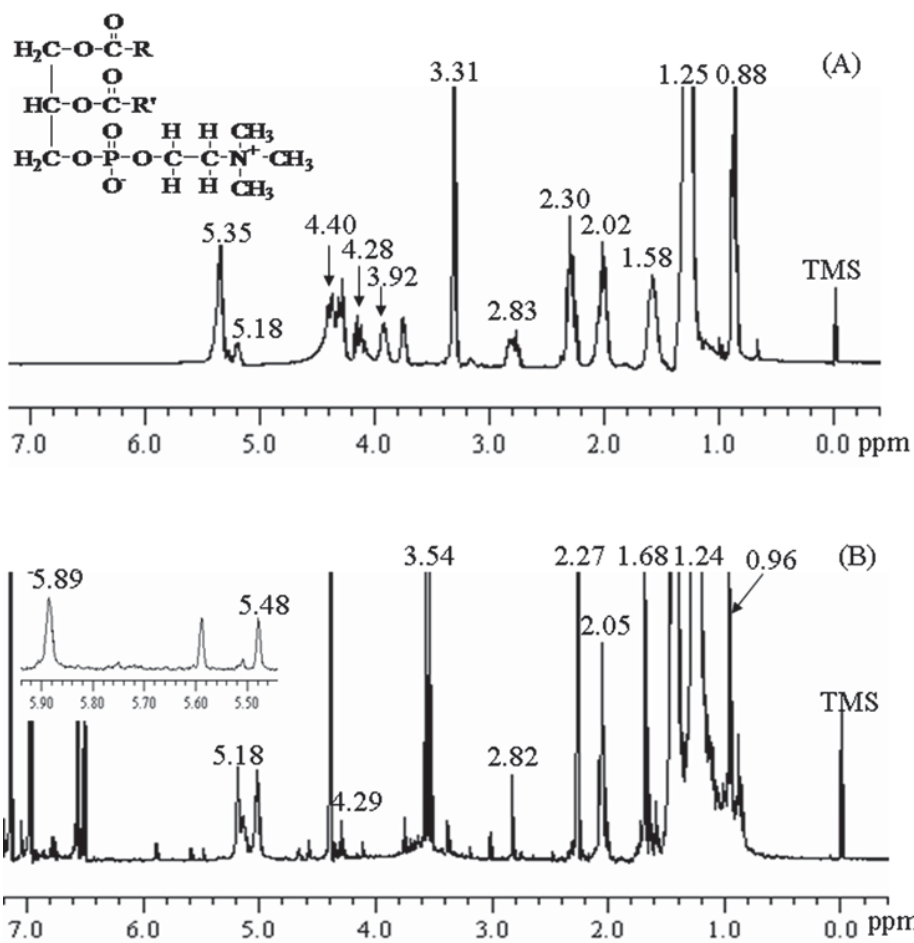 O
H₂C-O-C-R
O
HC-O-C-R'
O H H CH₃
H₂C-O-P-O-C-C-N⁺-CH₃
O⁻ H H CH₃
(A)
3.31 1.25 0.88
5.35 4.40 2.30 2.02
4.28 1.58
3.92 TMS
5.18 2.83
7.0 6.0 5.0 4.0 3.0 2.0 1.0 0.0 ppm
3.54 2.27 1.68 1.24 0.96 (B)
5.89 5.48
2.05
5.90 5.80 5.70 5.60 5.50
TMS
5.18 2.82
4.29
7.0 6.0 5.0 4.0 3.0 2.0 1.0 0.0 ppm